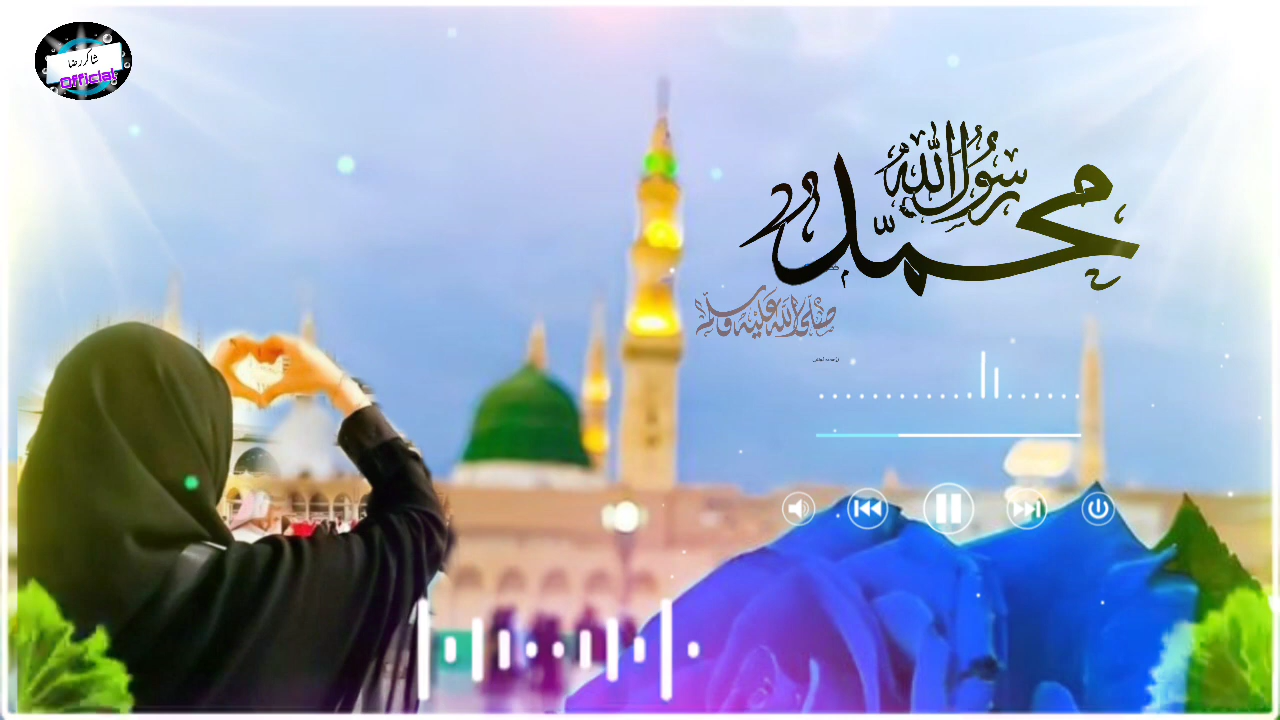 شاکر رضا
Official
محمد
رسول الله
صلى الله عليه وسلم